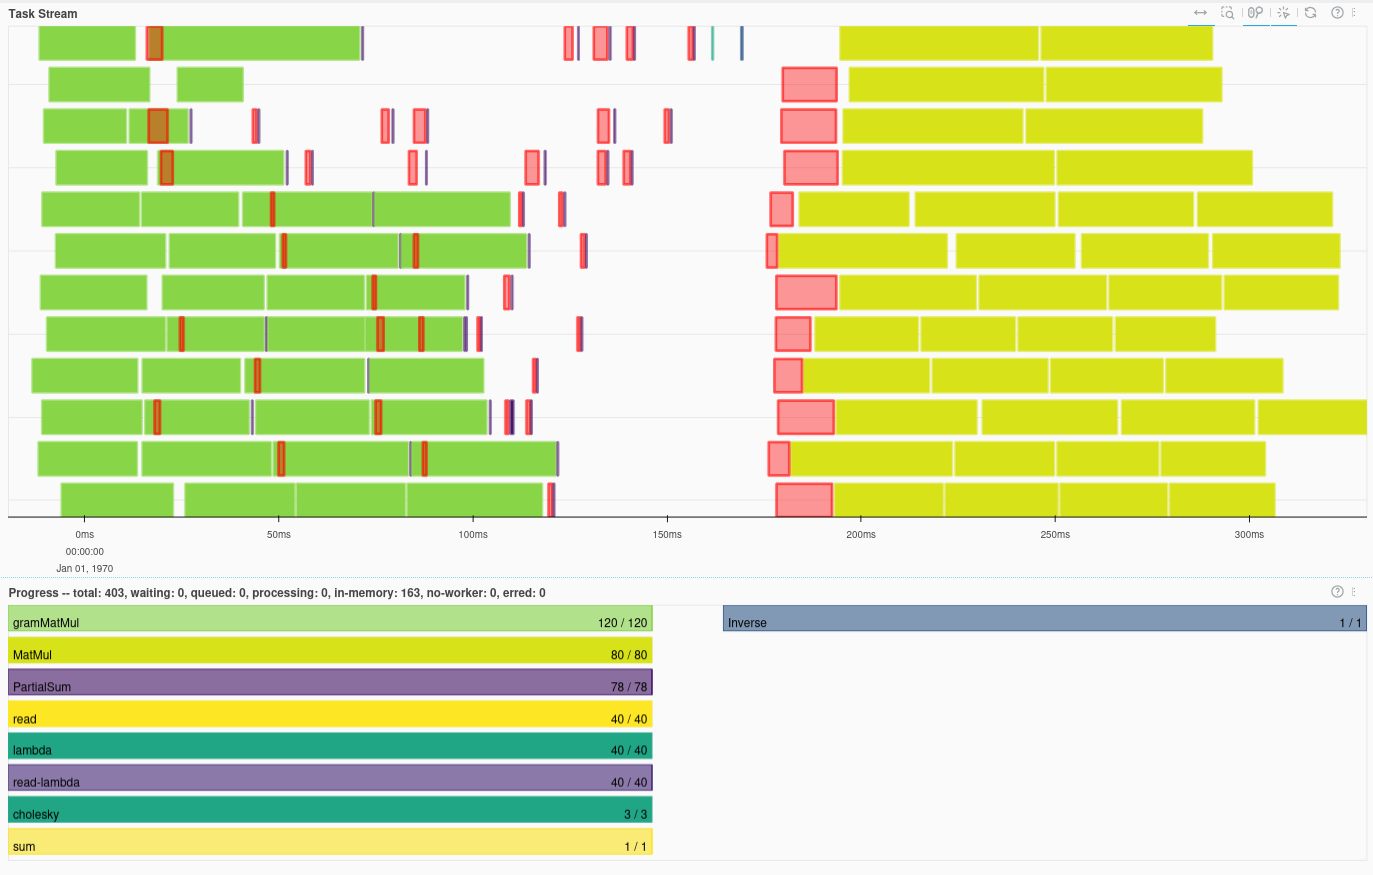 Task Stream
0ms 50ms 100ms 150ms 200ms 250ms 300ms
00:00:00
Jan 01, 1970
Progress -- total: 403, waiting: 0, queued: 0, processing: 0, in-memory: 163, no-worker: 0, erred: 0
gramMatMul 120 / 120 Inverse 1 / 1
MatMul 80 / 80
PartialSum 78 / 78
read 40 / 40
lambda 40 / 40
read-lambda 40 / 40
cholesky 3 / 3
sum 1 / 1